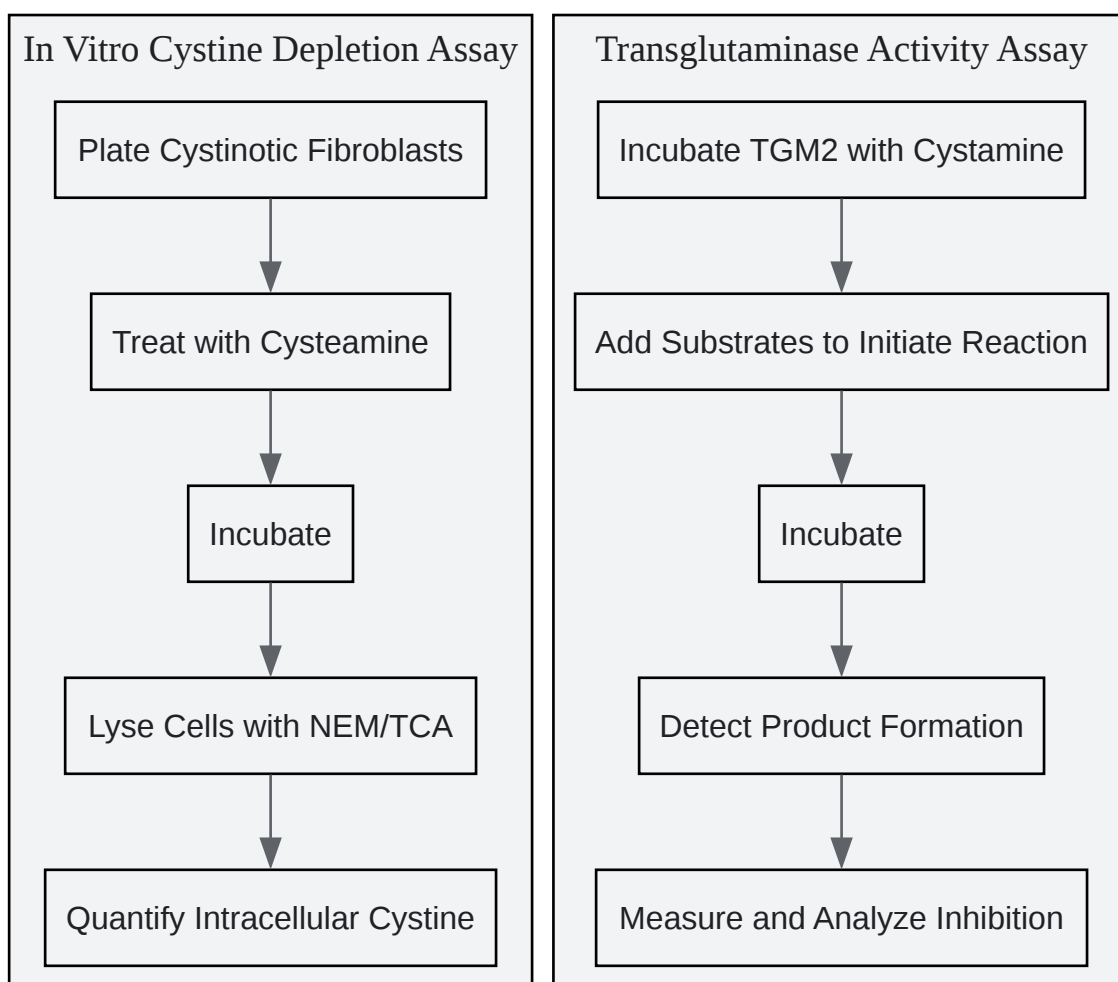 In Vitro Cystine Depletion Assay
Plate Cystinotic Fibroblasts
Treat with Cysteamine
Incubate
Lyse Cells with NEM/TCA
Quantify Intracellular Cystine
Transglutaminase Activity Assay
Incubate TGM2 with Cystamine
Add Substrates to Initiate Reaction
Incubate
Detect Product Formation
Measure and Analyze Inhibition